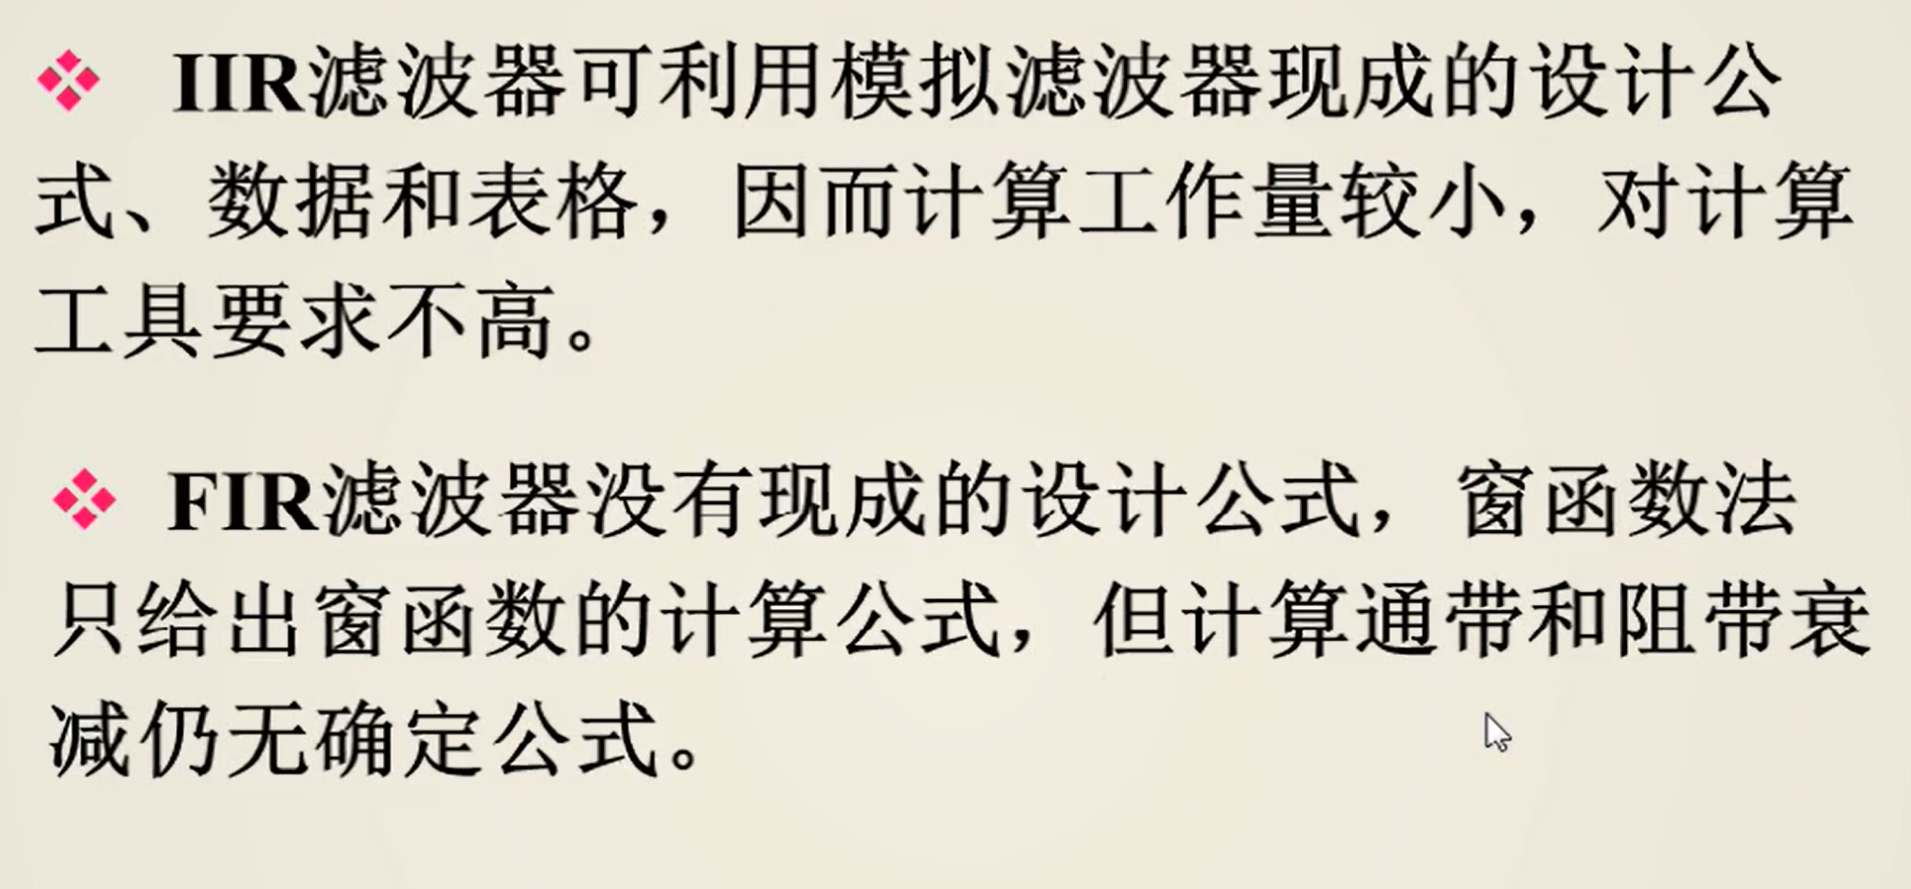 IIR滤波器可利用模拟滤波器现成的设计公
式、数据和表格，因而计算工作量较小，对计算
工具要求不高。
FIR滤波器没有现成的设计公式，窗函数法
只给出窗函数的计算公式，但计算通带和阻带衰
减仍无确定公式。